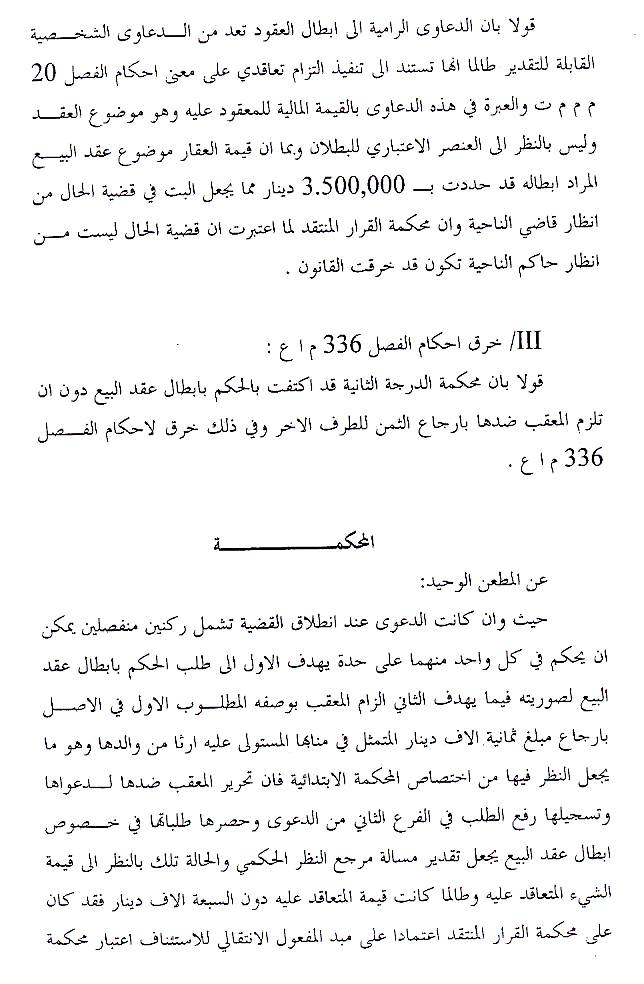 قولا بان الدعاوى الرامية الى ابطال العقود تعد من الـدعاوى الشخـصية
القابلة للتقدير طالما انها تستند الى تنفيذ التزام تعاقدي على معنى احكام الفصل 20
م م م ت والعبرة في هذه الدعاوى بالقيمة المالية للمعقود عليه وهو موضوع العقـد
وليس بالنظر الى العنصر الاعتباري للبطلان وبما ان قيمة العقار موضوع عقد البيـع
المراد ابطاله قد حددت بـ 3.500,000 دينار مما يجعل البت في قضية الحال من
انظار قاضي الناحية وان محكمة القرار المنتقد لما اعتبرت ان قضية الحال ليست مـن
انظار حاكم الناحية تكون قد خرقت القانون .
III/ خرق احكام الفصل 336 م ا ع :
قولا بان محكمة الدرجة الثانية قد اكتفت بالحكم بابطال عقد البيع دون ان
تلزم المعقب ضدها بارجاع الثمن للطرف الاخر وفي ذلك خرق لاحكام الفـصل
336 م ا ع .
المحكمـــــــــة
عن المطعن الوحيد:
حيث وان كانت الدعوى عند انطلاق القضية تشمل ركنين منفصلين يمكن
ان يحكم في كل واحد منهما على حدة يهدف الاول الى طلب الحكم بابطال عقد
البيع لصوريته فيما يهدف الثاني الزام المعقب بوصفه المطلـوب الاول في الاصـل
بارجاع مبلغ ثمانية الاف دينار المتمثل في منابها المستولى عليه ارثا من والدها وهو ما
يجعل النظر فيها من اختصاص المحكمة الابتدائية فان تحرير المعقب ضدها لـدعواها
وتسجيلها رفع الطلب في الفرع الثاني من الدعوى وحصرها طلباتها في خـصوص
ابطال عقد البيع يجعل تقدير مسالة مرجع النظر الحكمي والحالة تلك بالنظر الى قيمة
الشيء المتعاقد عليه وطالما كانت قيمة المتعاقد عليه دون السبعة الاف دينار فقد كان
على محكمة القرار المنتقد اعتمادا على مبد المفعول الانتقالي للاستئناف اعتبار محكمة